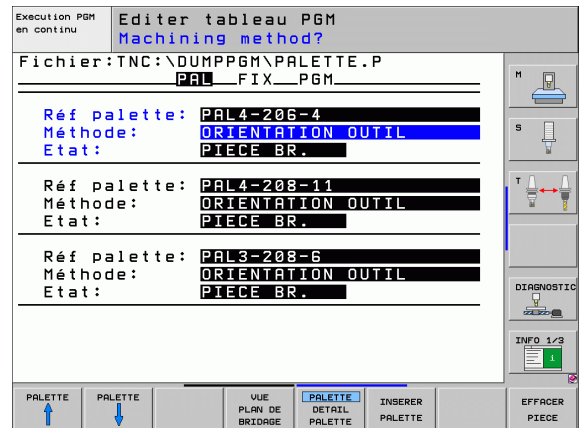 Execution PGM
en continu
Editer tableau PGM
Machining method?
Fichier:TNC:\DUMPPGM\PALETTE.P
PAL FIX PGM
Réf palette: PAL4-206-4
Méthode: ORIENTATION OUTIL
Etat: PIECE BR.
Réf palette: PAL4-208-11
Méthode: ORIENTATION OUTIL
Etat: PIECE BR.
Réf palette: PAL3-208-6
Méthode: ORIENTATION OUTIL
Etat: PIECE BR.
M
S
T
DIAGNOSTIC
INFO 1/3
i
PALETTE
PALETTE
VUE
PLAN DE
BRIDAGE
PALETTE
DETAIL
PALETTE
INSERER
PALETTE
EFFACER
PIECE